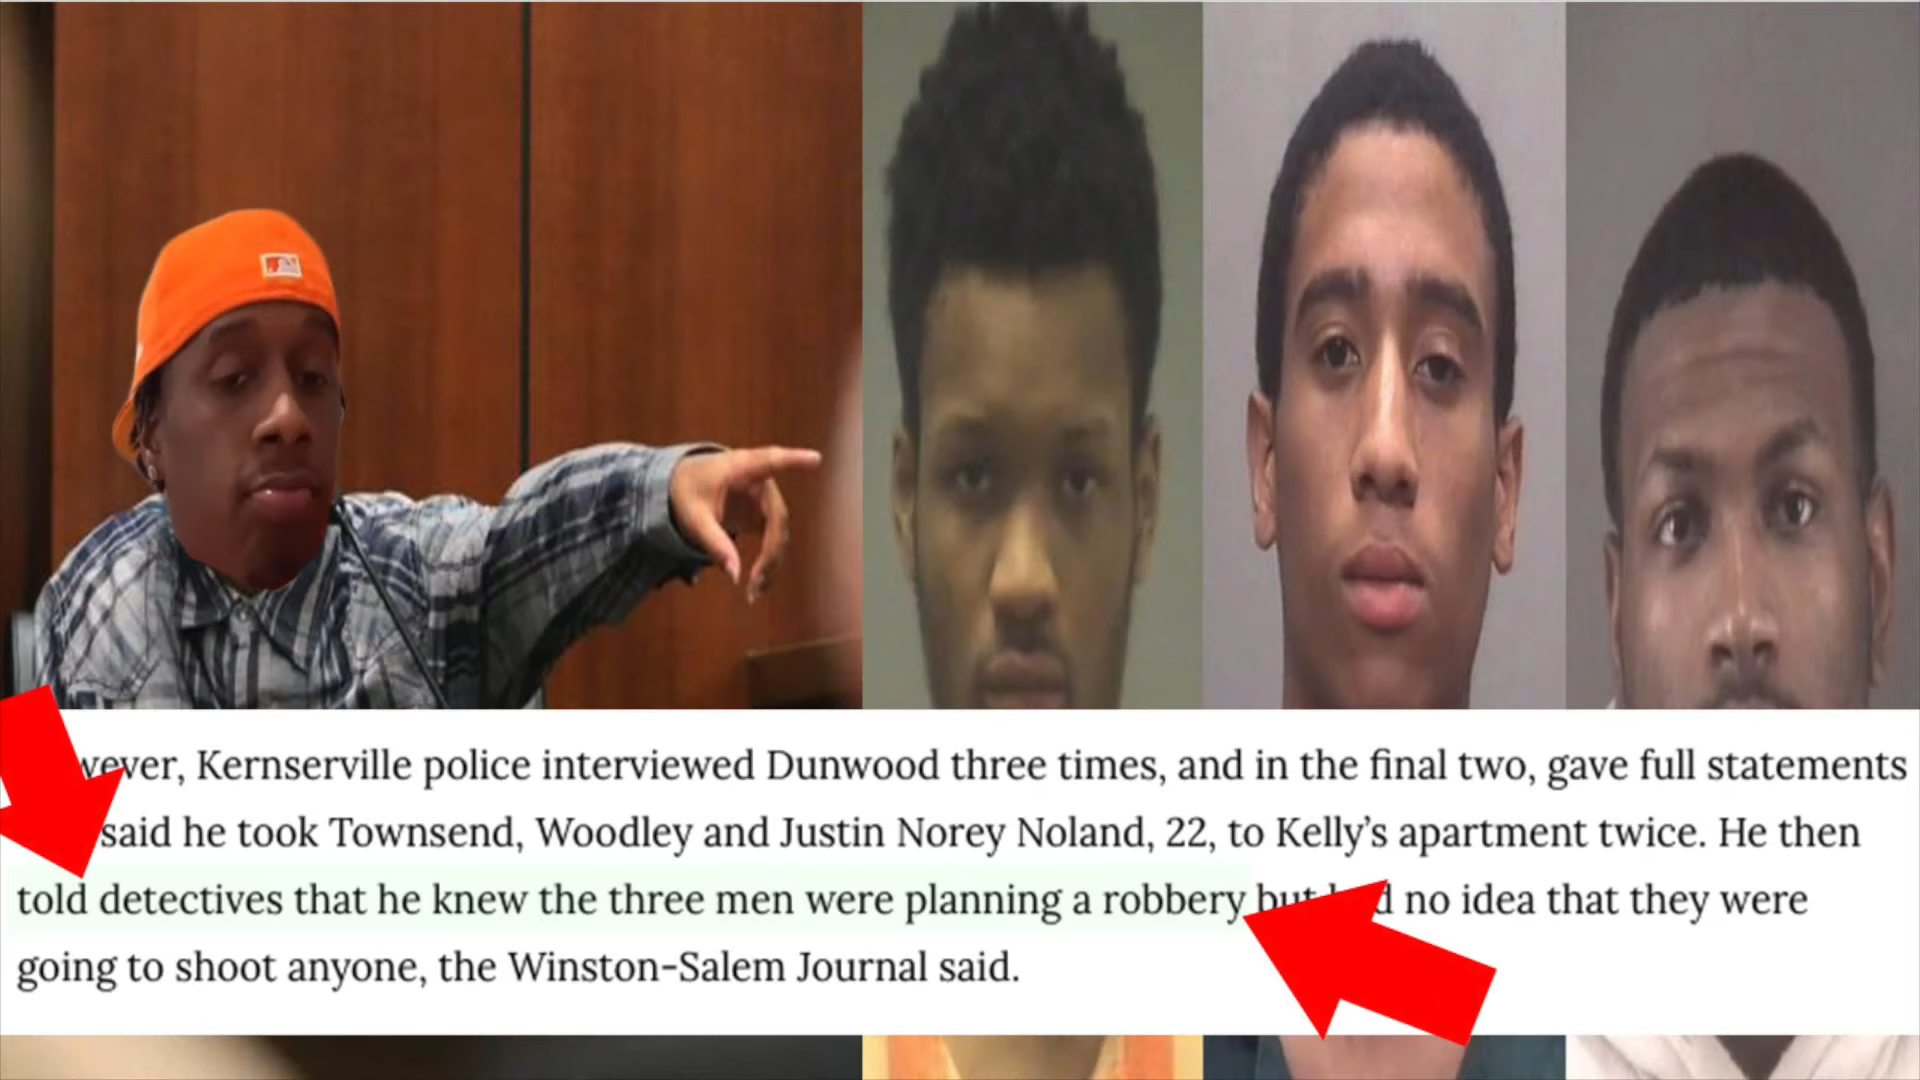 wever, Kernserville police interviewed Dunwood three times, and in the final two, gave full statements
said he took Townsend, Woodley and Justin Norey Noland, 22, to Kelly’s apartment twice. He then
told detectives that he knew the three men were planning a robbery but no idea that they were
going to shoot anyone, the Winston-Salem Journal said.